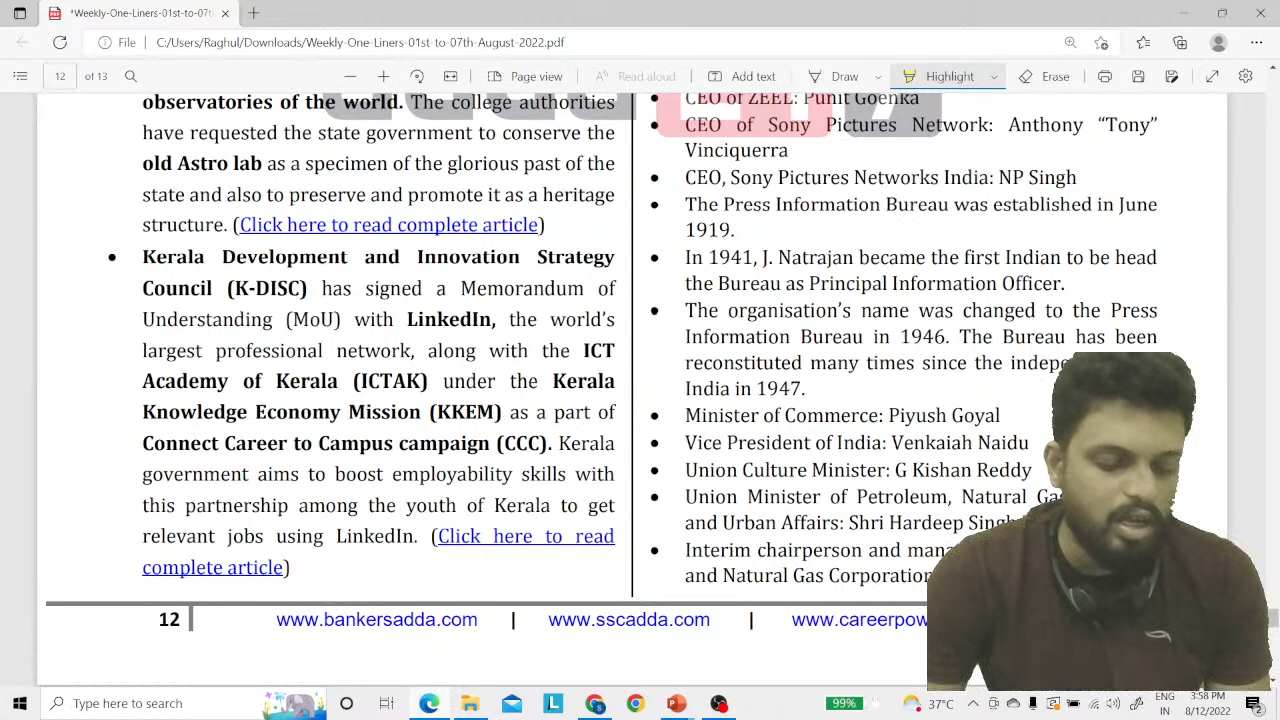 *Weekly-One-Liners-01st to 07th
File
C:/Users/Raghul/Downloads/Weekly-One-Liners-01st-to-07th-August-2022.pdf
12 of 13
Page view
Read aloud
Add text
Draw
Highlight
Erase
observatories of the world. The college authorities
have requested the state government to conserve the
old Astro lab as a specimen of the glorious past of the
state and also to preserve and promote it as a heritage
structure. (Click here to read complete article)
• Kerala Development and Innovation Strategy
Council (K-DISC) has signed a Memorandum of
Understanding (MoU) with LinkedIn, the world's
largest professional network, along with the ICT
Academy of Kerala (ICTAK) under the Kerala
Knowledge Economy Mission (KKEM) as a part of
Connect Career to Campus campaign (CCC). Kerala
government aims to boost employability skills with
this partnership among the youth of Kerala to get
relevant jobs using LinkedIn. (Click here to read
complete article)
• CEO of ZEEL: Punit Goenka
• CEO of Sony Pictures Network: Anthony “Tony”
Vinciquerra
• CEO, Sony Pictures Networks India: NP Singh
• The Press Information Bureau was established in June
1919.
• In 1941, J. Natrajan became the first Indian to be head
the Bureau as Principal Information Officer.
• The organisation's name was changed to the Press
Information Bureau in 1946. The Bureau has been
reconstituted many times since the
India in 1947.
• Minister of Commerce: Piyush Goyal
• Vice President of India: Venkaiah Naidu
• Union Culture Minister: G Kishan Reddy
• Union Minister of Petroleum, Natural
and Urban Affairs: Shri Hardeep Singh
• Interim chairperson and
and Natural Gas Corporation
12
www.bankersadda.com | www.sscadda.com |
Type here to search
99%
37°C
ENG
IN
3:58 PM
8/12/2022
2